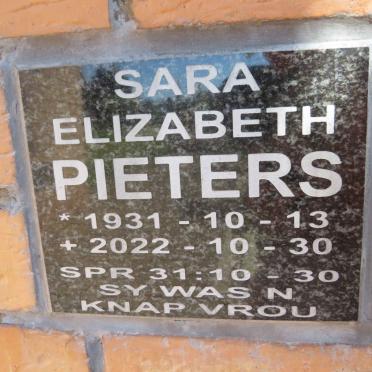 SARA
ELIZABETH
PIETERS
* 1931 - 10 - 13
+ 2022 - 10 - 30
SPR 31:10 - 30
SY WAS N
KNAP VROU